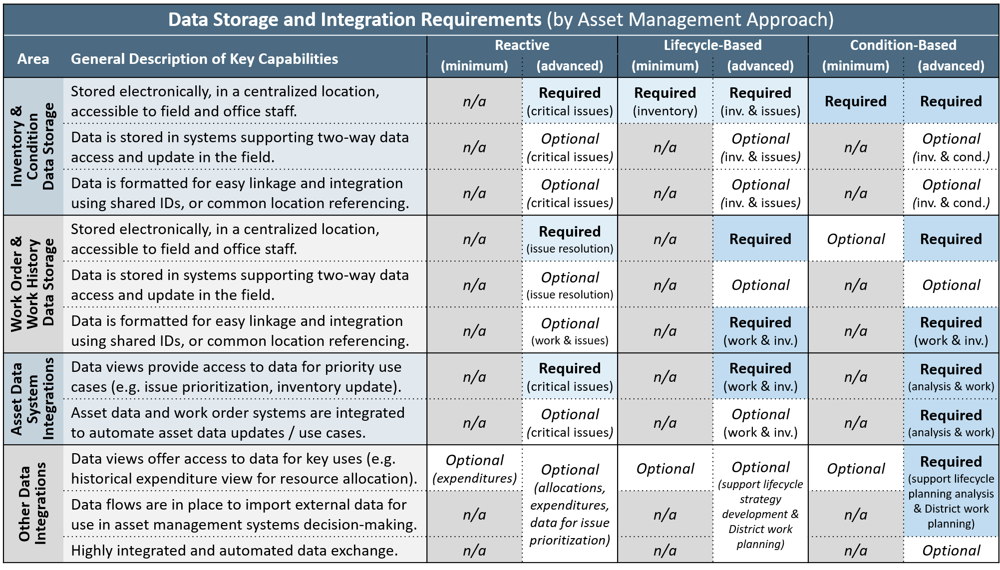 Data Storage and Integration Requirements (by Asset Management Approach)
Area
General Description of Key Capabilities
Reactive
Lifecycle-Based
Condition-Based
(minimum)
(advanced)
(minimum)
(advanced)
(minimum)
(advanced)
Inventory &
Condition
Data Storage
Stored electronically, in a centralized location,
accessible to field and office staff.
n/a
Required
(critical issues)
Required
(inventory)
Required
(inv. & issues)
Required
Required
Data is stored in systems supporting two-way data
access and update in the field.
n/a
Optional
(critical issues)
n/a
Optional
(inv. & issues)
n/a
Optional
(inv. & cond.)
Data is formatted for easy linkage and integration
using shared IDs, or common location referencing.
n/a
Optional
(critical issues)
n/a
Optional
(inv. & issues)
n/a
Optional
(inv. & cond.)
Work Order &
Work History
Data Storage
Stored electronically, in a centralized location,
accessible to field and office staff.
n/a
Required
(issue resolution)
n/a
Required
Optional
Required
Data is stored in systems supporting two-way data
access and update in the field.
n/a
Optional
(issue resolution)
n/a
Optional
n/a
Optional
Data is formatted for easy linkage and integration
using shared IDs, or common location referencing.
n/a
Optional
(work & issues)
n/a
Required
(work & inv.)
n/a
Required
(work & inv.)
Asset Data
System
Integrations
Data views provide access to data for priority use
cases (e.g. issue prioritization, inventory update).
n/a
Required
(critical issues)
n/a
Required
(work & inv.)
n/a
Required
(analysis & work)
Asset data and work order systems are integrated
to automate asset data updates / use cases.
n/a
Optional
(critical issues)
n/a
Optional
(work & inv.)
n/a
Required
(analysis & work)
Other Data
Integrations
Data views offer access to data for key uses (e.g.
historical expenditure view for resource allocation).
Optional
(expenditures)
Optional
(allocations,
expenditures,
data for issue
prioritization)
Optional
Optional
(support lifecycle
strategy
development &
District work
planning)
Optional
Required
(support lifecycle
planning analysis
& District work
planning)
Data flows are in place to import external data for
use in asset management systems decision-making.
n/a
n/a
n/a
Highly integrated and automated data exchange.
n/a
n/a
n/a
Optional